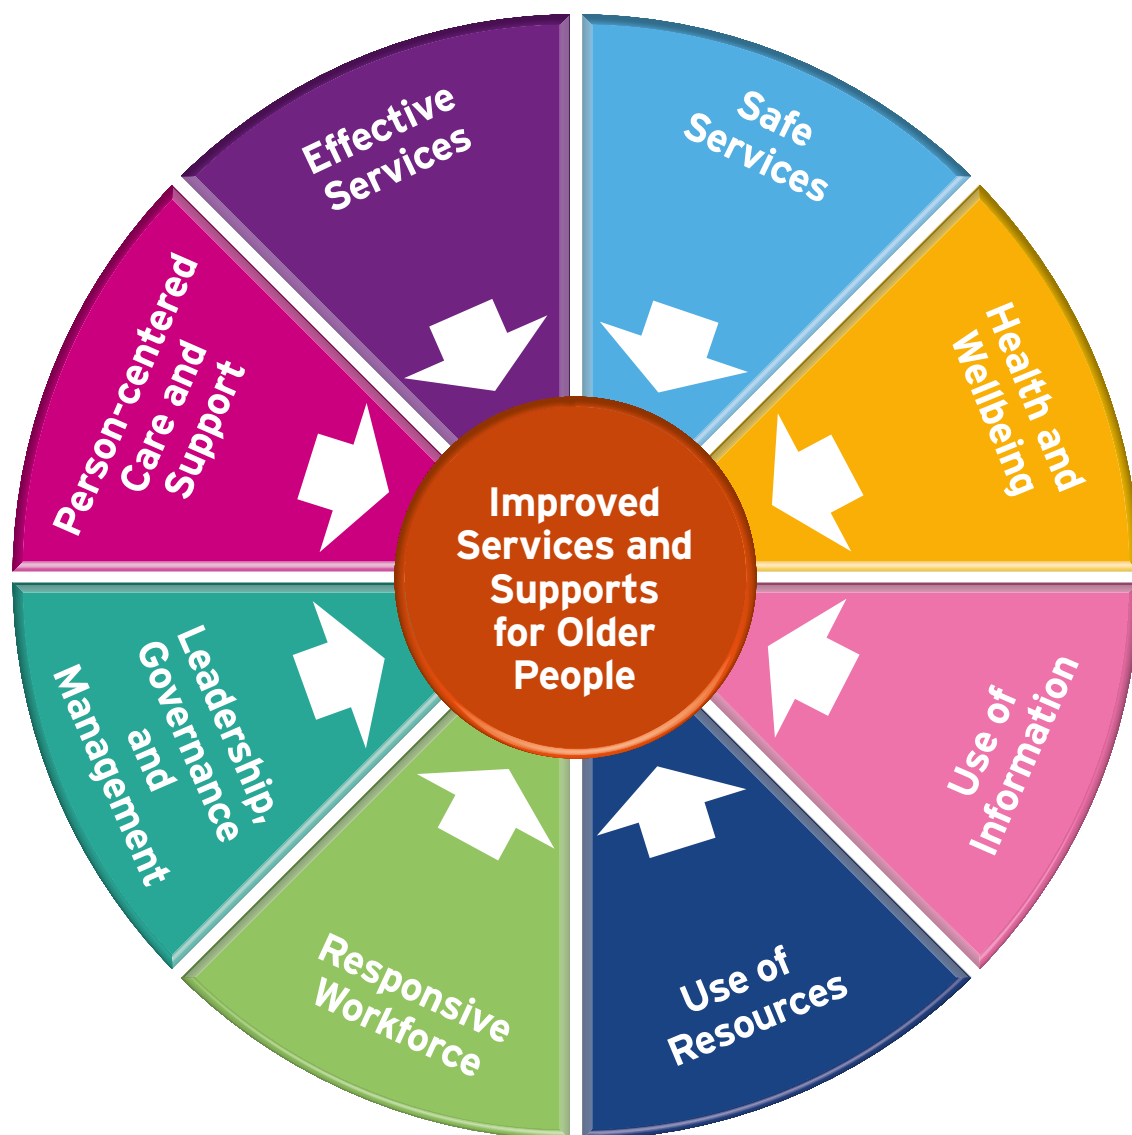 Effective
Services
Safe
Services
Health and
Wellbeing
Use of
Information
Use of
Resources
Responsive
Workforce
Leadership,
Governance
and
Management
Person-centered
Care and
Support
Improved
Services and
Supports
for Older
People